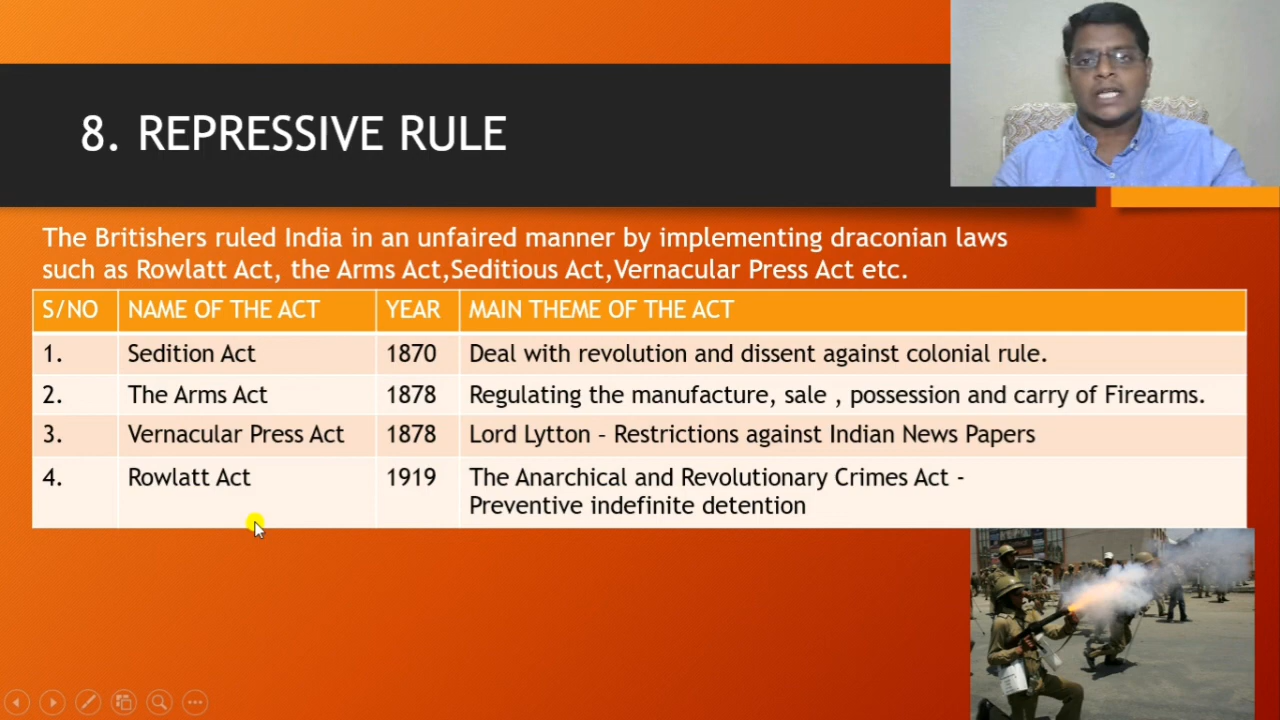 8. REPRESSIVE RULE
The Britishers ruled India in an unfaired manner by implementing draconian laws
such as Rowlatt Act, the Arms Act,Seditious Act,Vernacular Press Act etc.
S/NO NAME OF THE ACT YEAR MAIN THEME OF THE ACT
1. Sedition Act 1870 Deal with revolution and dissent against colonial rule.
2. The Arms Act 1878 Regulating the manufacture, sale , possession and carry of Firearms.
3. Vernacular Press Act 1878 Lord Lytton – Restrictions against Indian News Papers
4. Rowlatt Act 1919 The Anarchical and Revolutionary Crimes Act -
Preventive indefinite detention